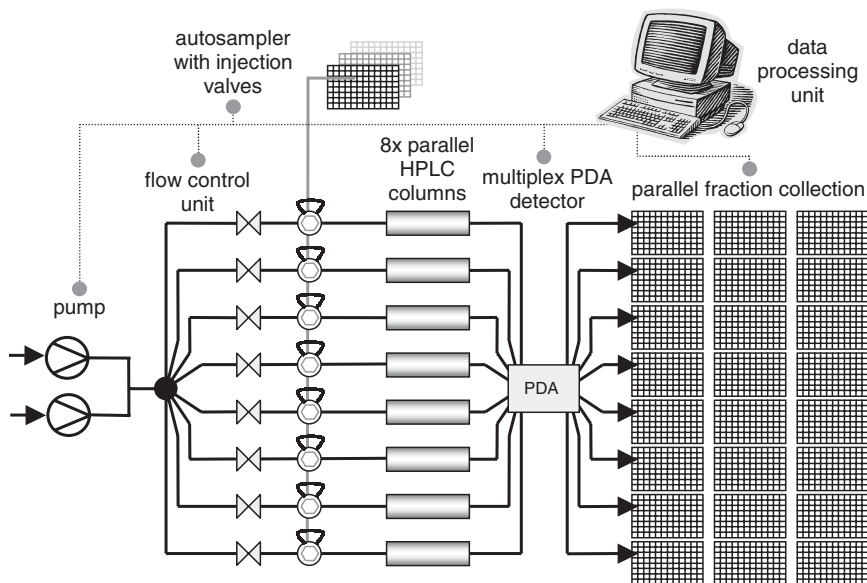 autosampler
with injection
valves
data
processing
unit
flow control
unit
8x parallel
HPLC
columns
multiplex PDA
detector
parallel fraction collection
pump
PDA